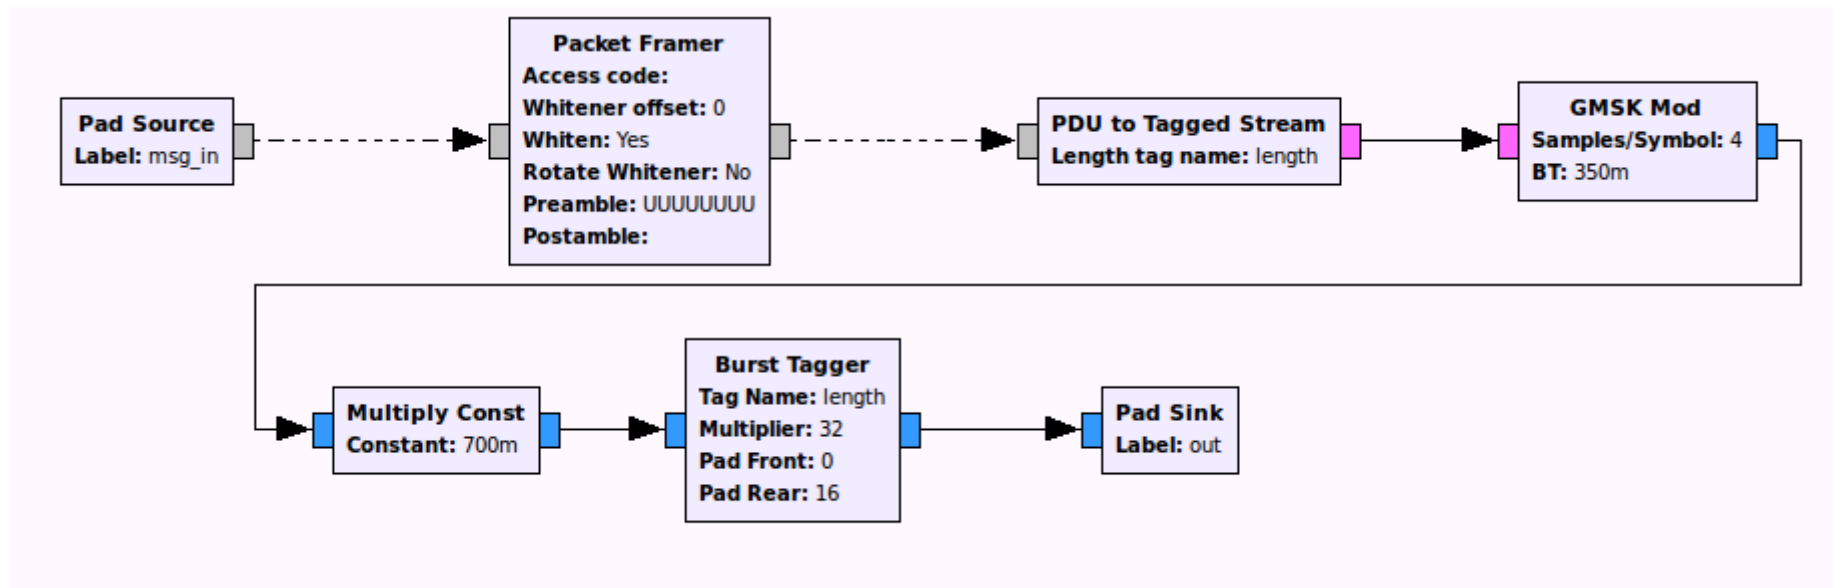 Pad Source
Label: msg_in
Packet Framer
Access code:
Whitener offset: 0
Whiten: Yes
Rotate Whitener: No
Preamble: UUUUUUUU
Postamble:
PDU to Tagged Stream
Length tag name: length
GMSK Mod
Samples/Symbol: 4
BT: 350m
Multiply Const
Constant: 700m
Burst Tagger
Tag Name: length
Multiplier: 32
Pad Front: 0
Pad Rear: 16
Pad Sink
Label: out